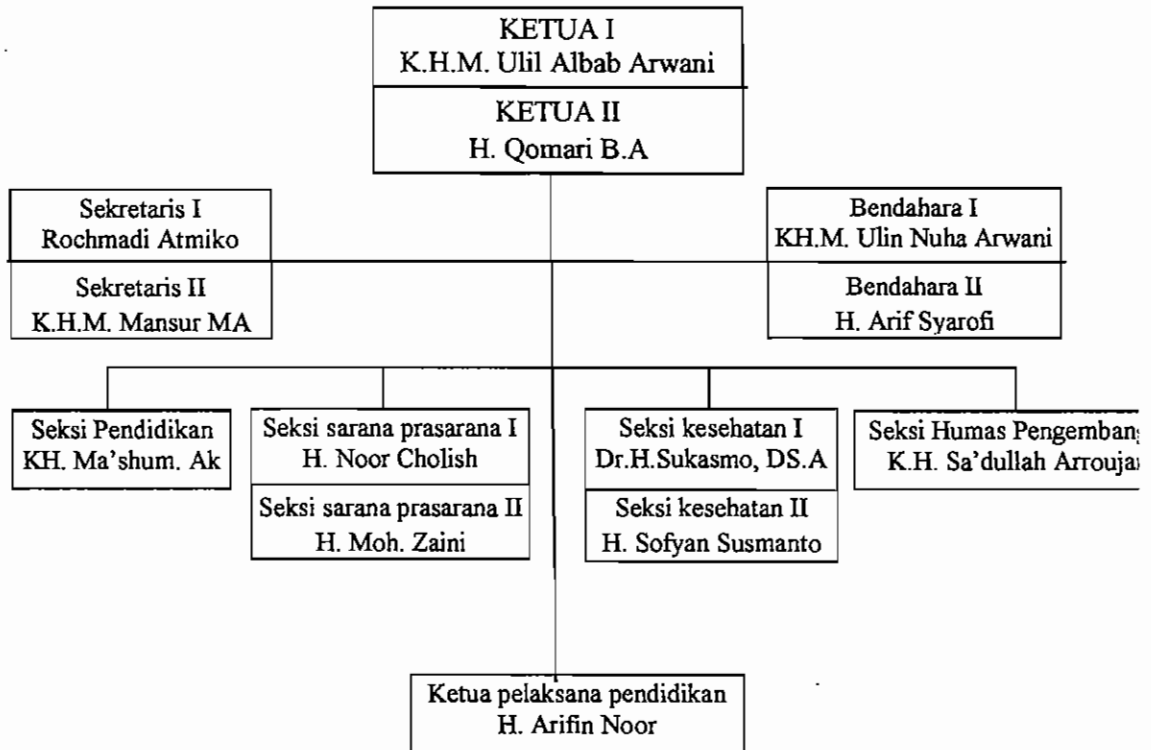 KETUA I
K.H.M. Ulil Albab Arwani
KETUA II
H. Qomari B.A
Sekretaris I
Rochmadi Atmiko
Sekretaris II
K.H.M. Mansur MA
Bendahara I
KH.M. Ulin Nuha Arwani
Bendahara II
H. Arif Syarofi
Seksi Pendidikan
KH. Ma'shum. Ak
Seksi sarana prasarana I
H. Noor Cholish
Seksi sarana prasarana II
H. Moh. Zaini
Seksi kesehatan I
Dr.H.Sukasmo, DS.A
Seksi kesehatan II
H. Sofyan Susmanto
Seksi Humas
K.H. Sa'dullah
Ketua pelaksana pendidikan
H. Arifin Noor